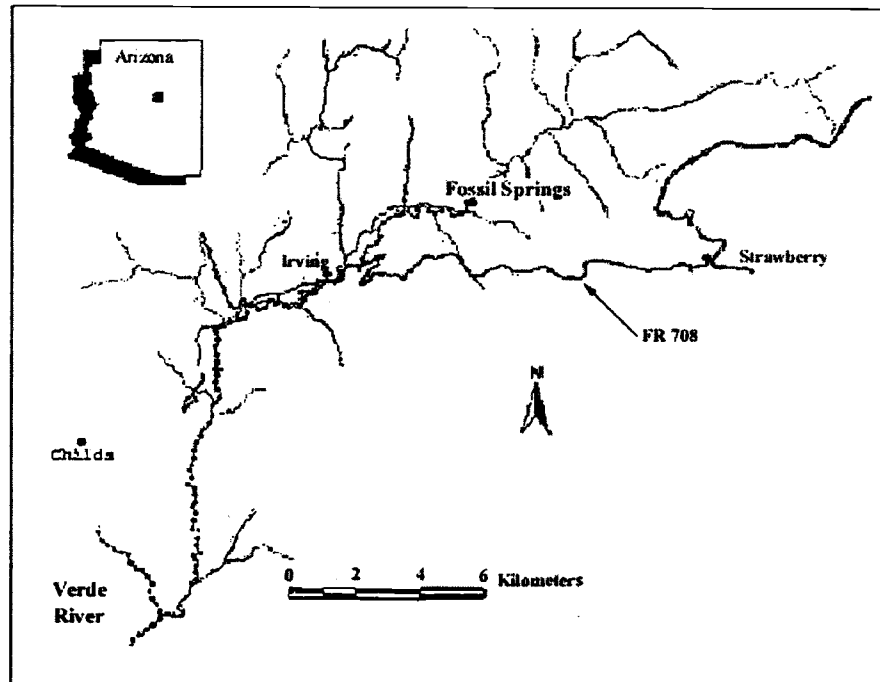 Arizona
Fossil Springs
Irving
Strawberry
FR 708
N
Childs
0 2 4 6
Kilometers
Verde
River